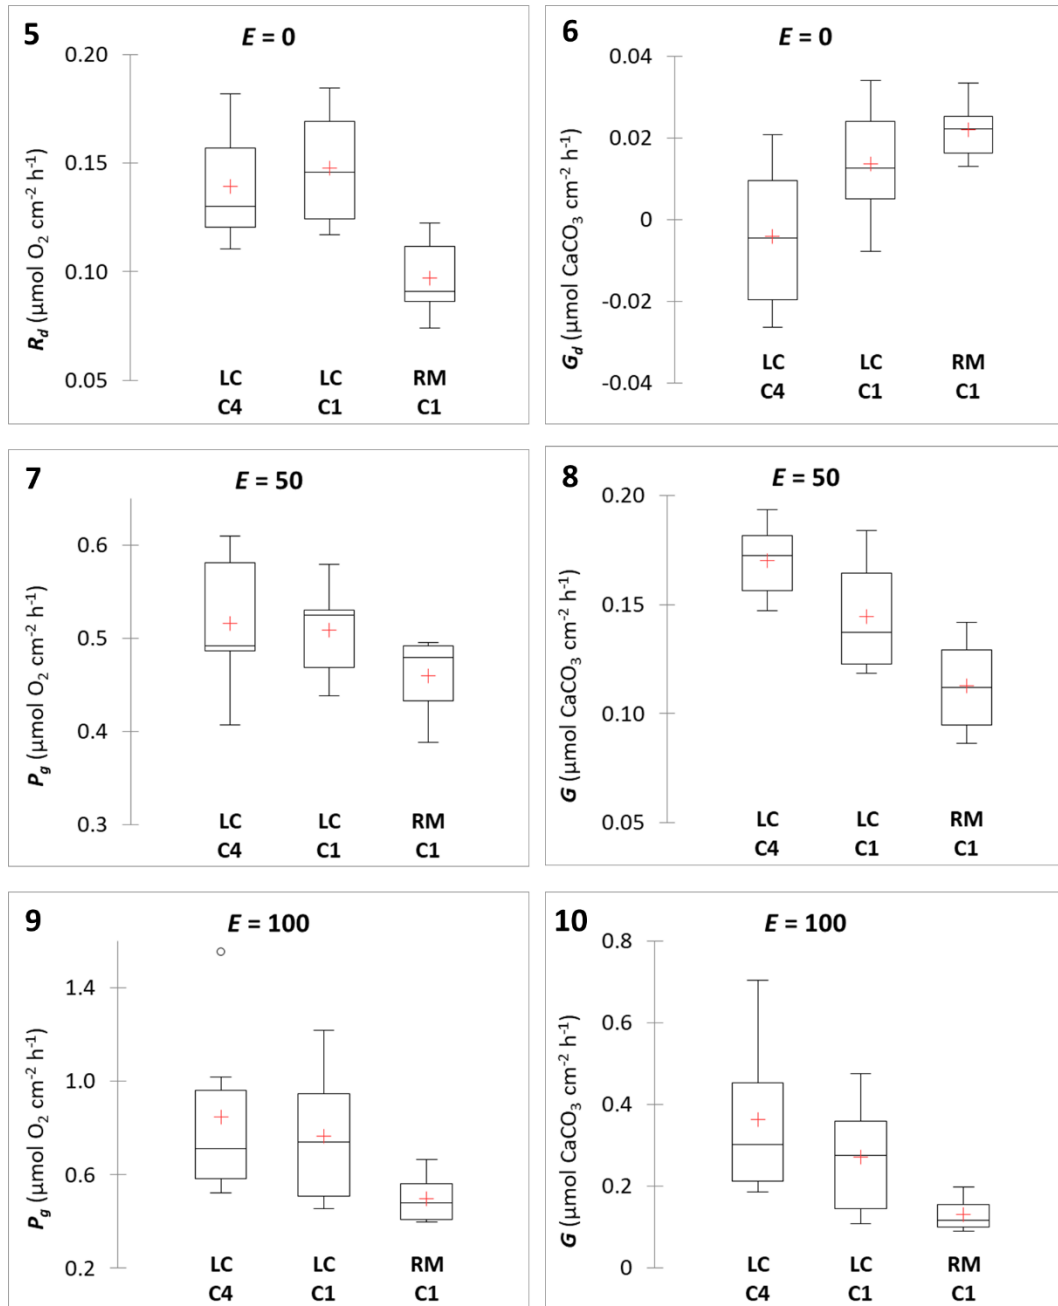 5
E = 0
0.20
0.15
0.10
0.05
R_d (µmol O₂ cm⁻² h⁻¹)
LC LC RM
C4 C1 C1
6
E = 0
0.04
0.02
0
-0.02
-0.04
G_d (µmol CaCO₃ cm⁻² h⁻¹)
LC LC RM
C4 C1 C1
7
E = 50
0.6
0.5
0.4
0.3
P_g (µmol O₂ cm⁻² h⁻¹)
LC LC RM
C4 C1 C1
8
E = 50
0.20
0.15
0.10
0.05
G (µmol CaCO₃ cm⁻² h⁻¹)
LC LC RM
C4 C1 C1
9
E = 100
1.4
1.0
0.6
0.2
P_g (µmol O₂ cm⁻² h⁻¹)
LC LC RM
C4 C1 C1
10
E = 100
0.8
0.6
0.4
0.2
0
G (µmol CaCO₃ cm⁻² h⁻¹)
LC LC RM
C4 C1 C1